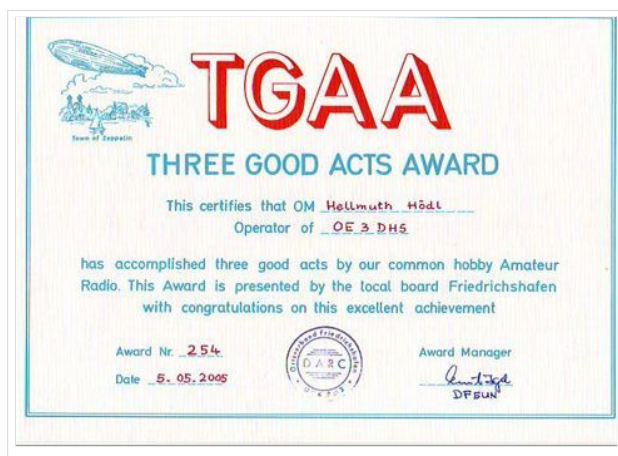 TGAA
Town of Zeppelin
THREE GOOD ACTS AWARD
This certifies that OM Hellmuth Hödl
Operator of OE 3 DHS
has accomplished three good acts by our common hobby Amateur
Radio. This Award is presented by the local board Friedrichshafen
with congratulations on this excellent achievement
Award Nr. 254
Date 5. 05. 2005
Ortsverband Friedrichshafen
DARC
Award Manager